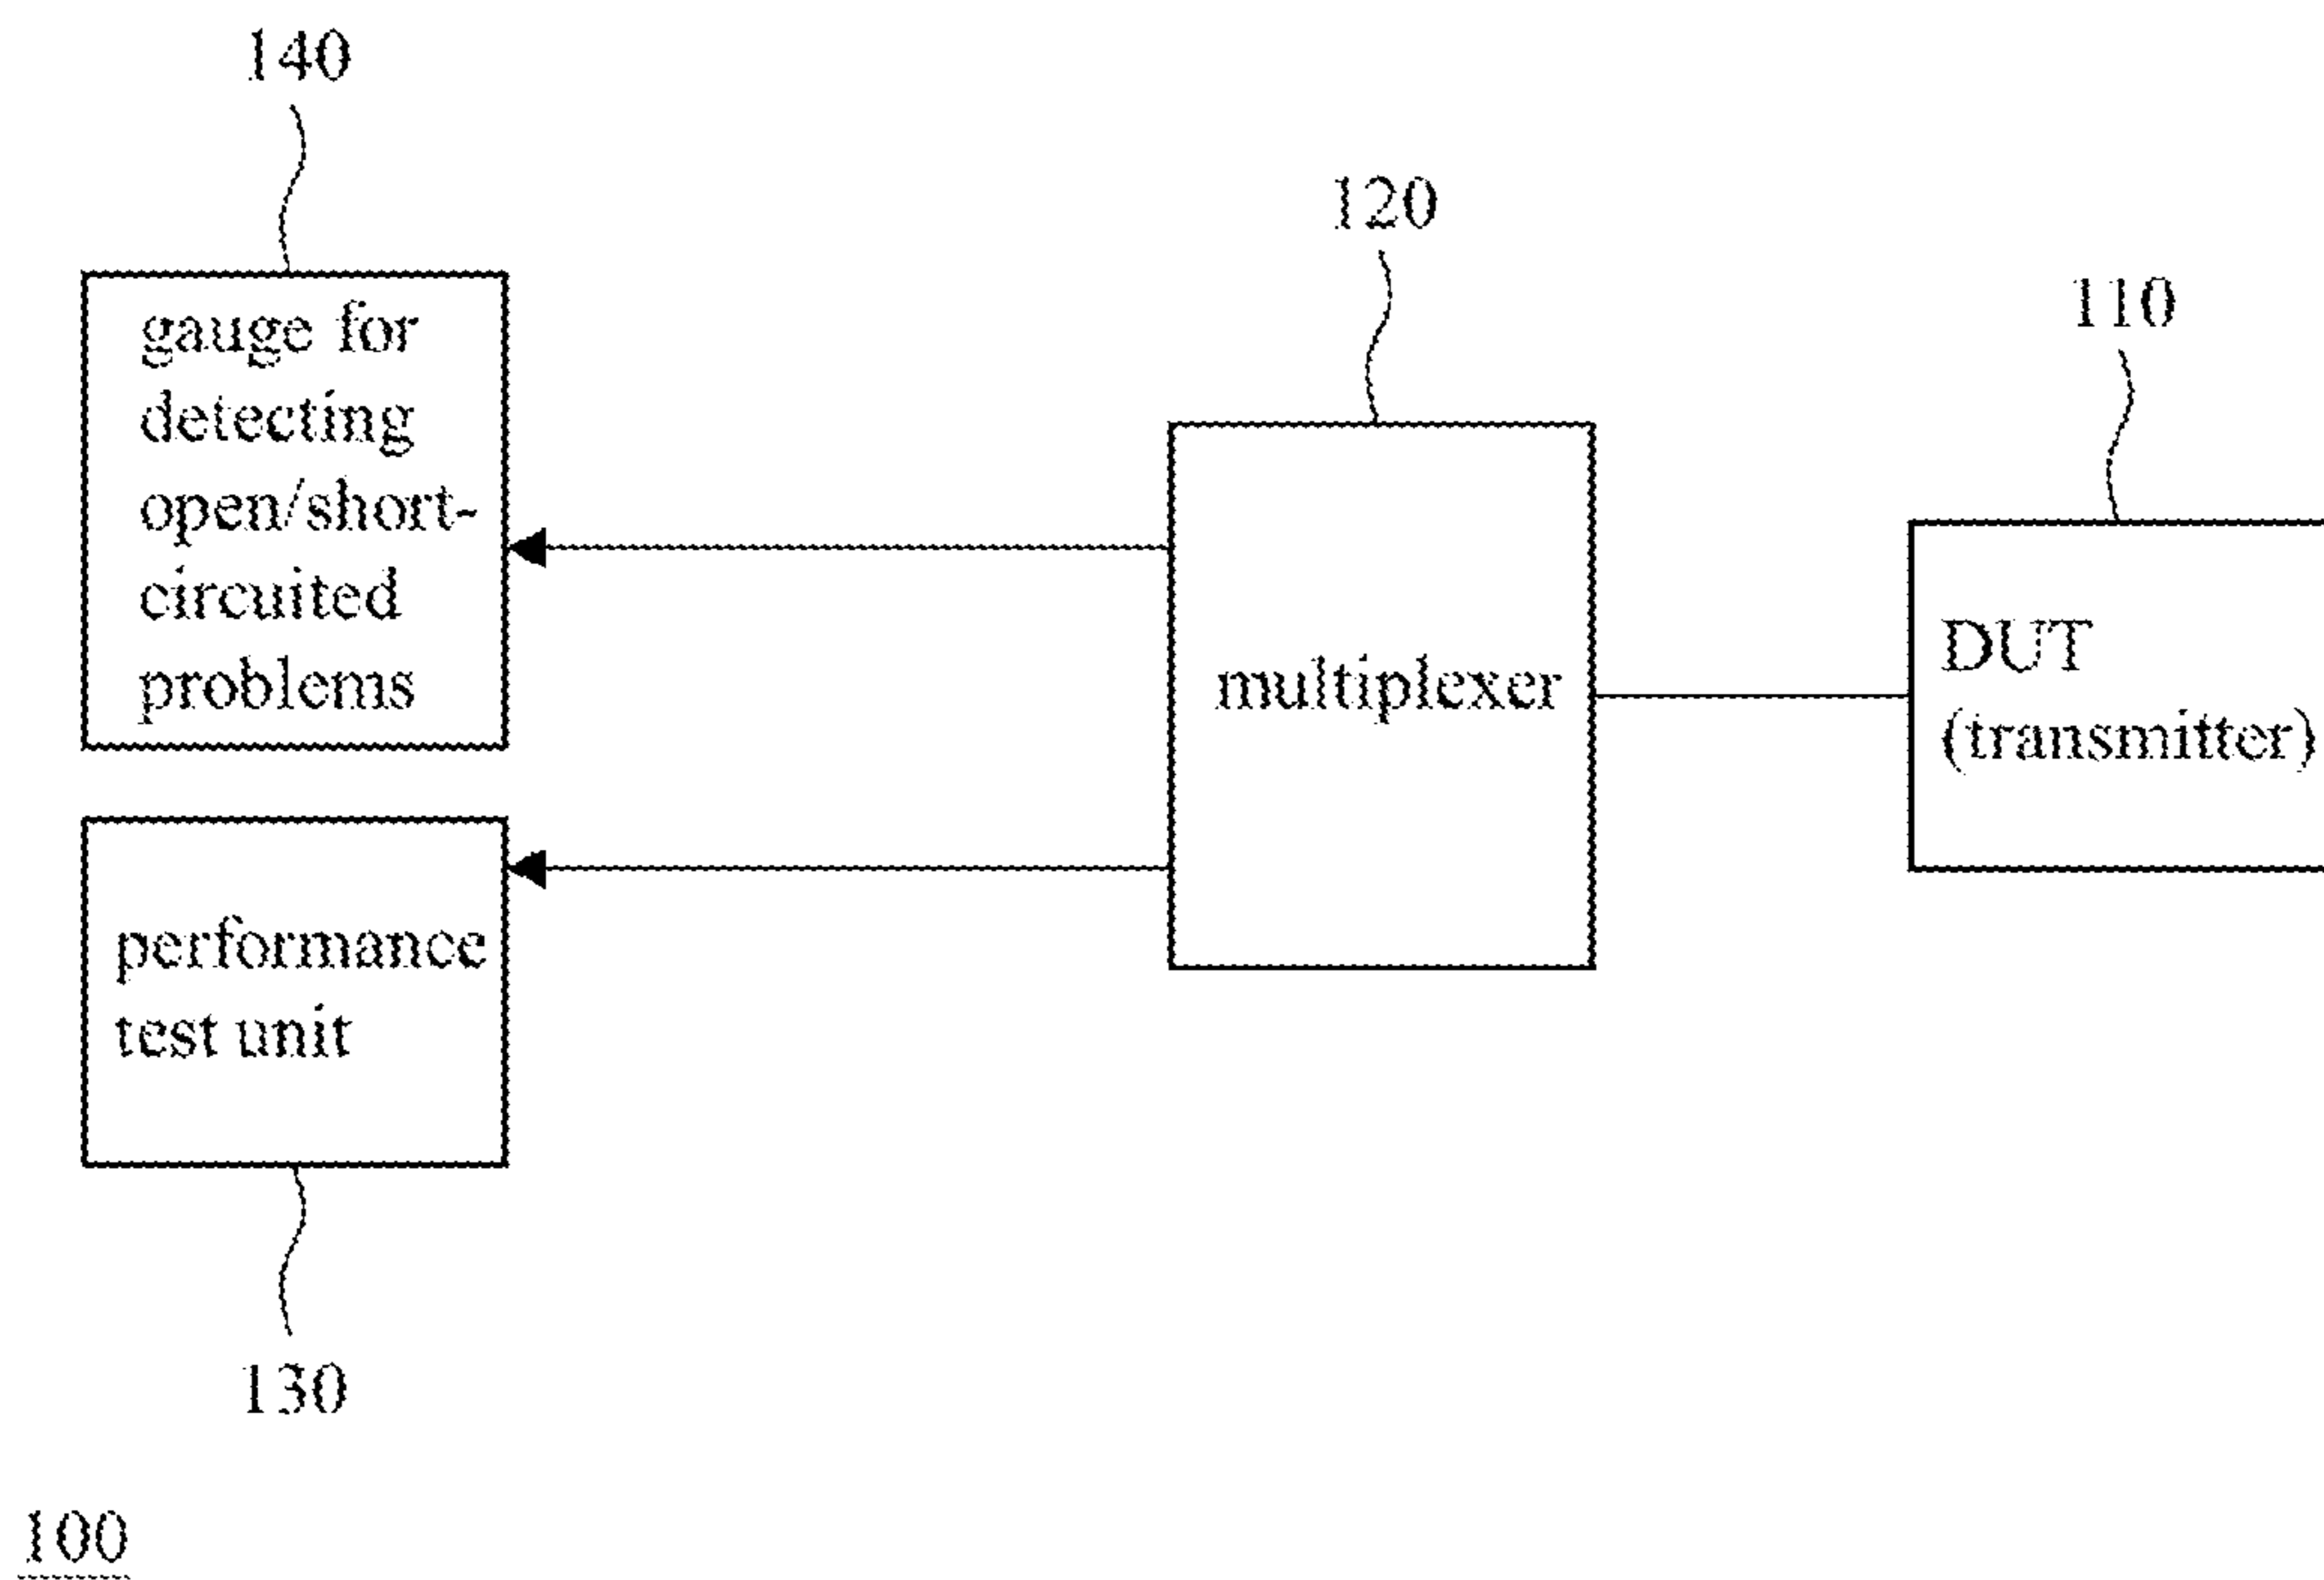 140
120
110
gauge for
detecting
open/short-
circuited
problems
multiplexer
DUT
(transmitter)
performance
test unit
130
100